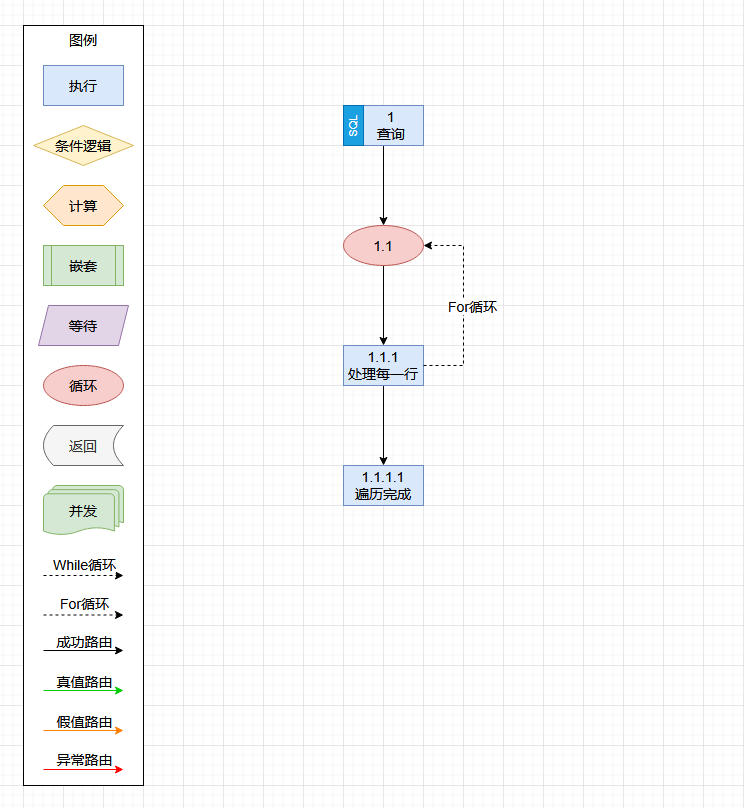 图例
执行
条件逻辑
计算
嵌套
等待
循环
返回
并发
While循环
For循环
成功路由
真值路由
假值路由
异常路由
SQL
1
查询
1.1
For循环
1.1.1
处理每一行
1.1.1.1
遍历完成